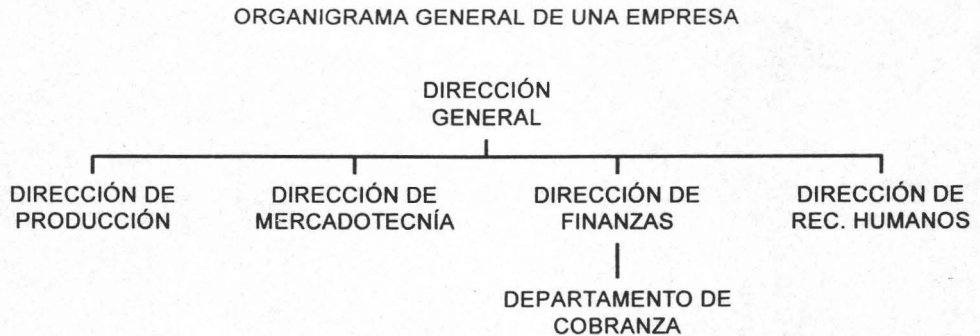 ORGANIGRAMA GENERAL DE UNA EMPRESA
DIRECCIÓN
GENERAL
DIRECCIÓN DE
PRODUCCIÓN
DIRECCIÓN DE
MERCADOTECNÍA
DIRECCIÓN DE
FINANZAS
DIRECCIÓN DE
REC. HUMANOS
DEPARTAMENTO DE
COBRANZA